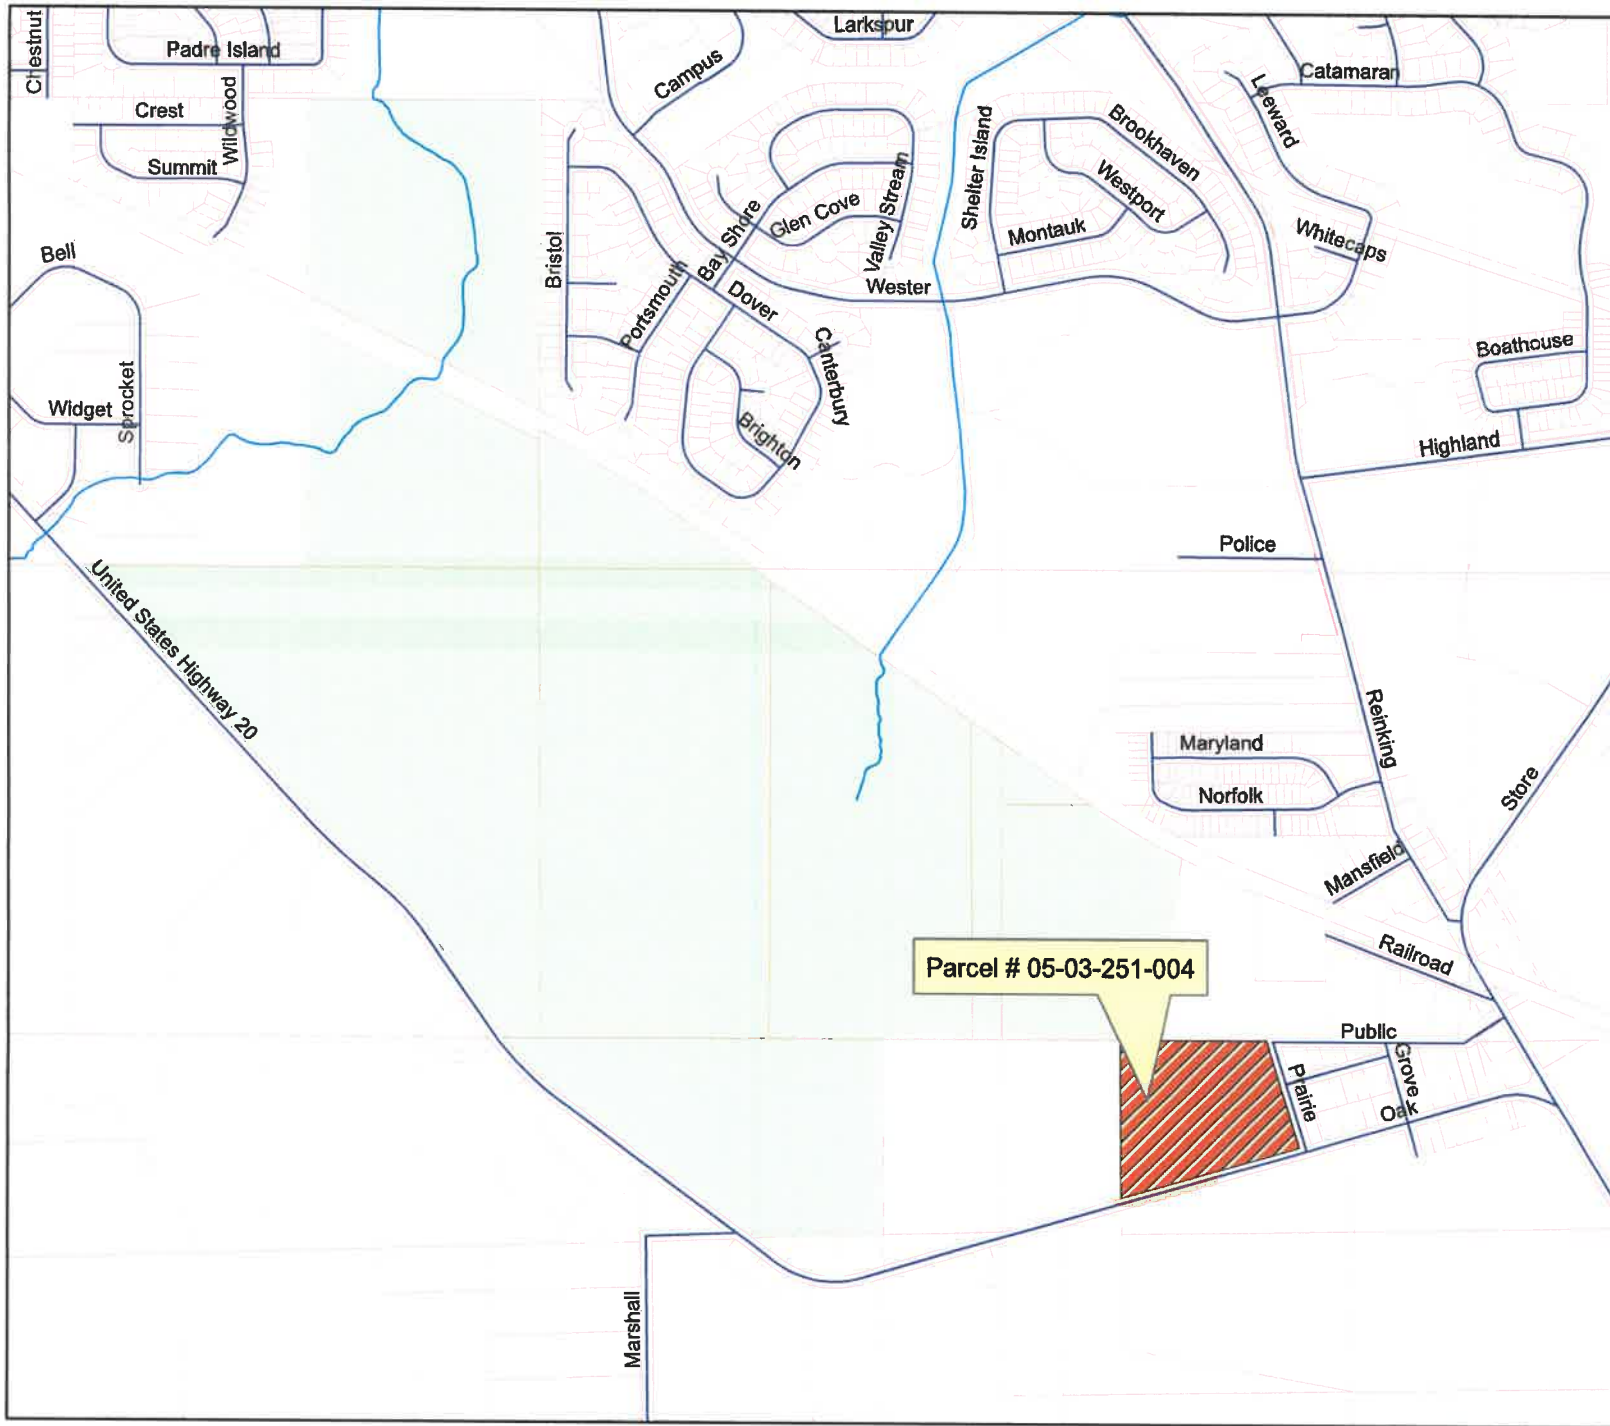 Chestnut
Padre Island
Crest
Wildwood
Summit
Campus
Larkspur
Shelter Island
Brookhaven
Westport
Montauk
Leeward
Catamaran
Whitecaps
Bell
Bristol
Portsmouth
Bay Shore
Glen Cove
Valley Stream
Wester
Dover
Canterbury
Brighton
Boathouse
Highland
Widget
Sprocket
Police
United States Highway 20
Reinking
Maryland
Norfolk
Store
Mansfield
Railroad
Parcel # 05-03-251-004
Public
Prairie
Grove
Oak
Marshall